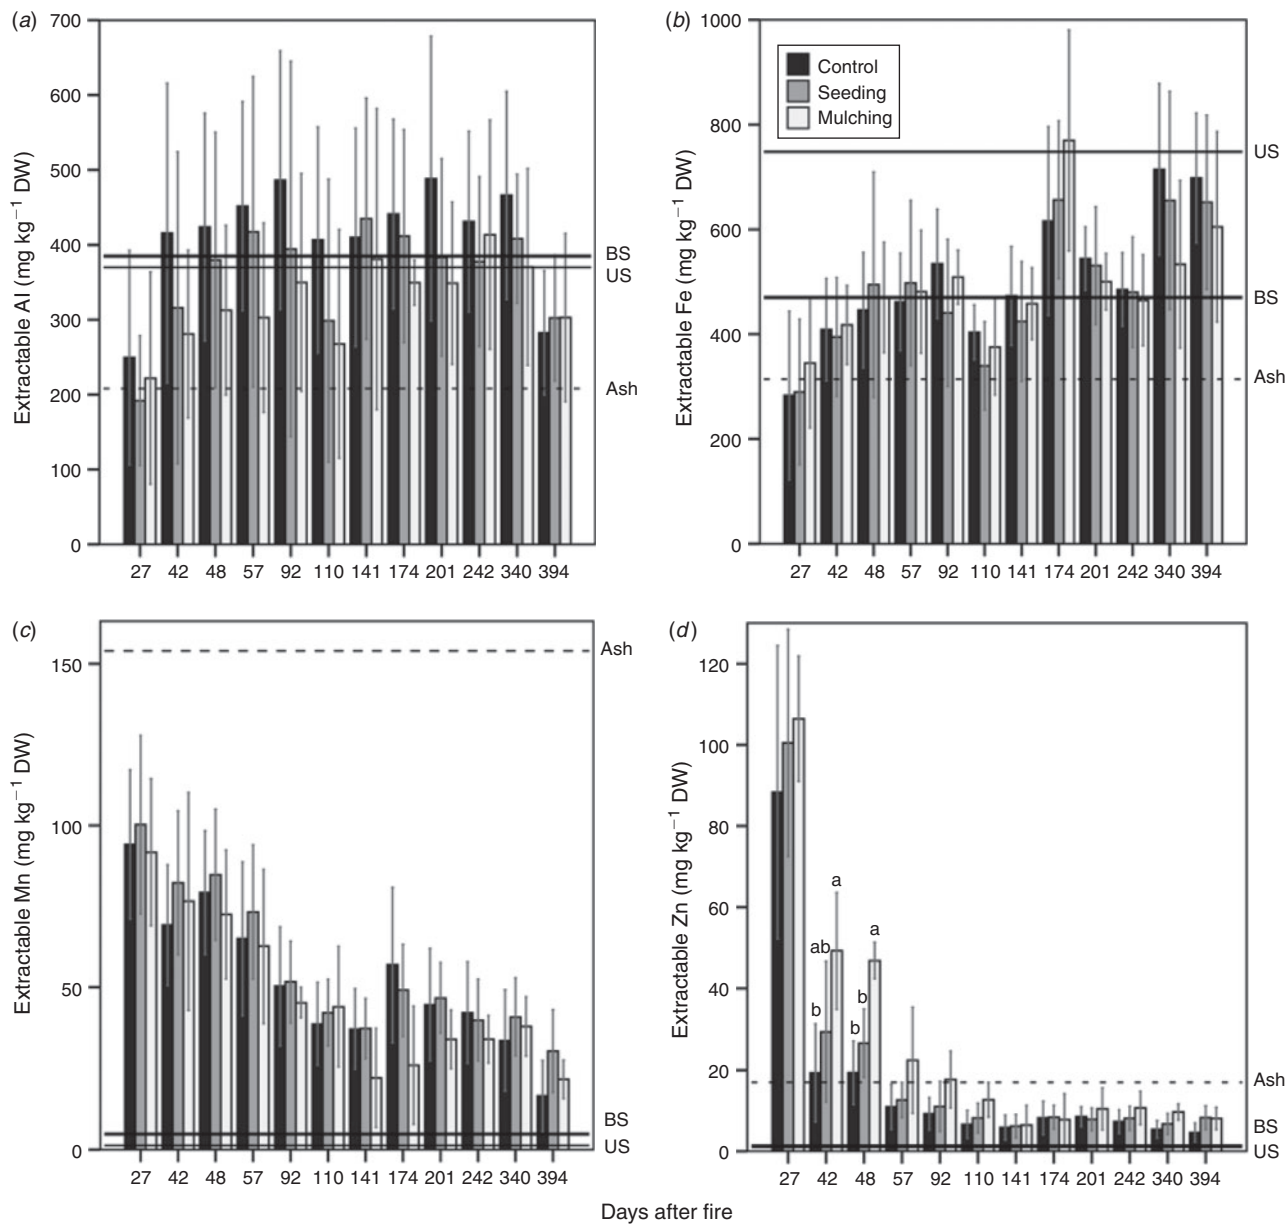 (a)
700
600
500
400
300
200
100
0
Extractable Al (mg kg−1 DW)
BS
US
Ash
27 42 48 57 92 110 141 174 201 242 340 394
(b)
1000
800
600
400
200
0
Extractable Fe (mg kg−1 DW)
Control
Seeding
Mulching
US
BS
Ash
27 42 48 57 92 110 141 174 201 242 340 394
(c)
150
100
50
0
Extractable Mn (mg kg−1 DW)
Ash
BS
US
27 42 48 57 92 110 141 174 201 242 340 394
(d)
120
100
80
60
40
20
0
Extractable Zn (mg kg−1 DW)
b
ab
a
b
b
a
Ash
BS
US
27 42 48 57 92 110 141 174 201 242 340 394
Days after fire